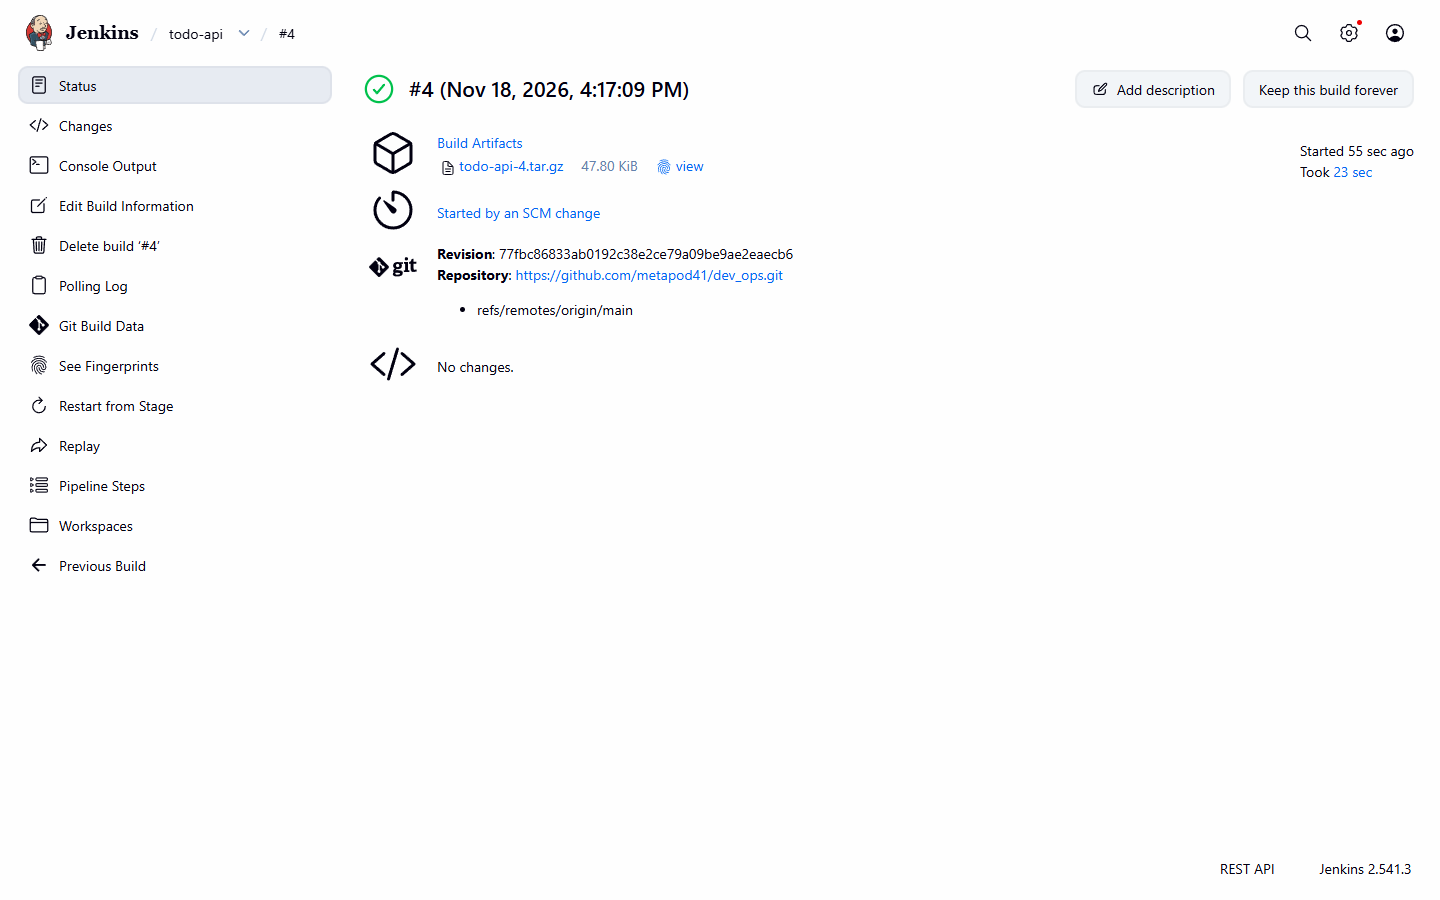 Jenkins / todo-api / #4
Status
Changes
Console Output
Edit Build Information
Delete build ‘#4’
Polling Log
Git Build Data
See Fingerprints
Restart from Stage
Replay
Pipeline Steps
Workspaces
Previous Build
#4 (Nov 18, 2026, 4:17:09 PM)
Add description
Keep this build forever
Build Artifacts
todo-api-4.tar.gz 47.80 KiB view
Started 55 sec ago
Took 23 sec
Started by an SCM change
git
Revision: 77fbc86833ab0192c38e2ce79a09be9ae2eaecb6
Repository: https://github.com/metapod41/dev_ops.git
• refs/remotes/origin/main
No changes.
REST API
Jenkins 2.541.3